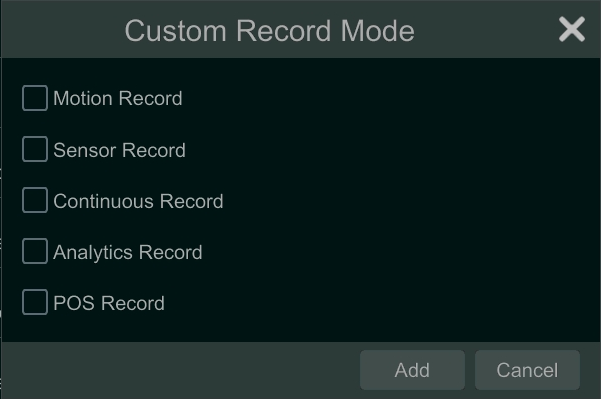 Custom Record Mode
Motion Record
Sensor Record
Continuous Record
Analytics Record
POS Record
Add Cancel